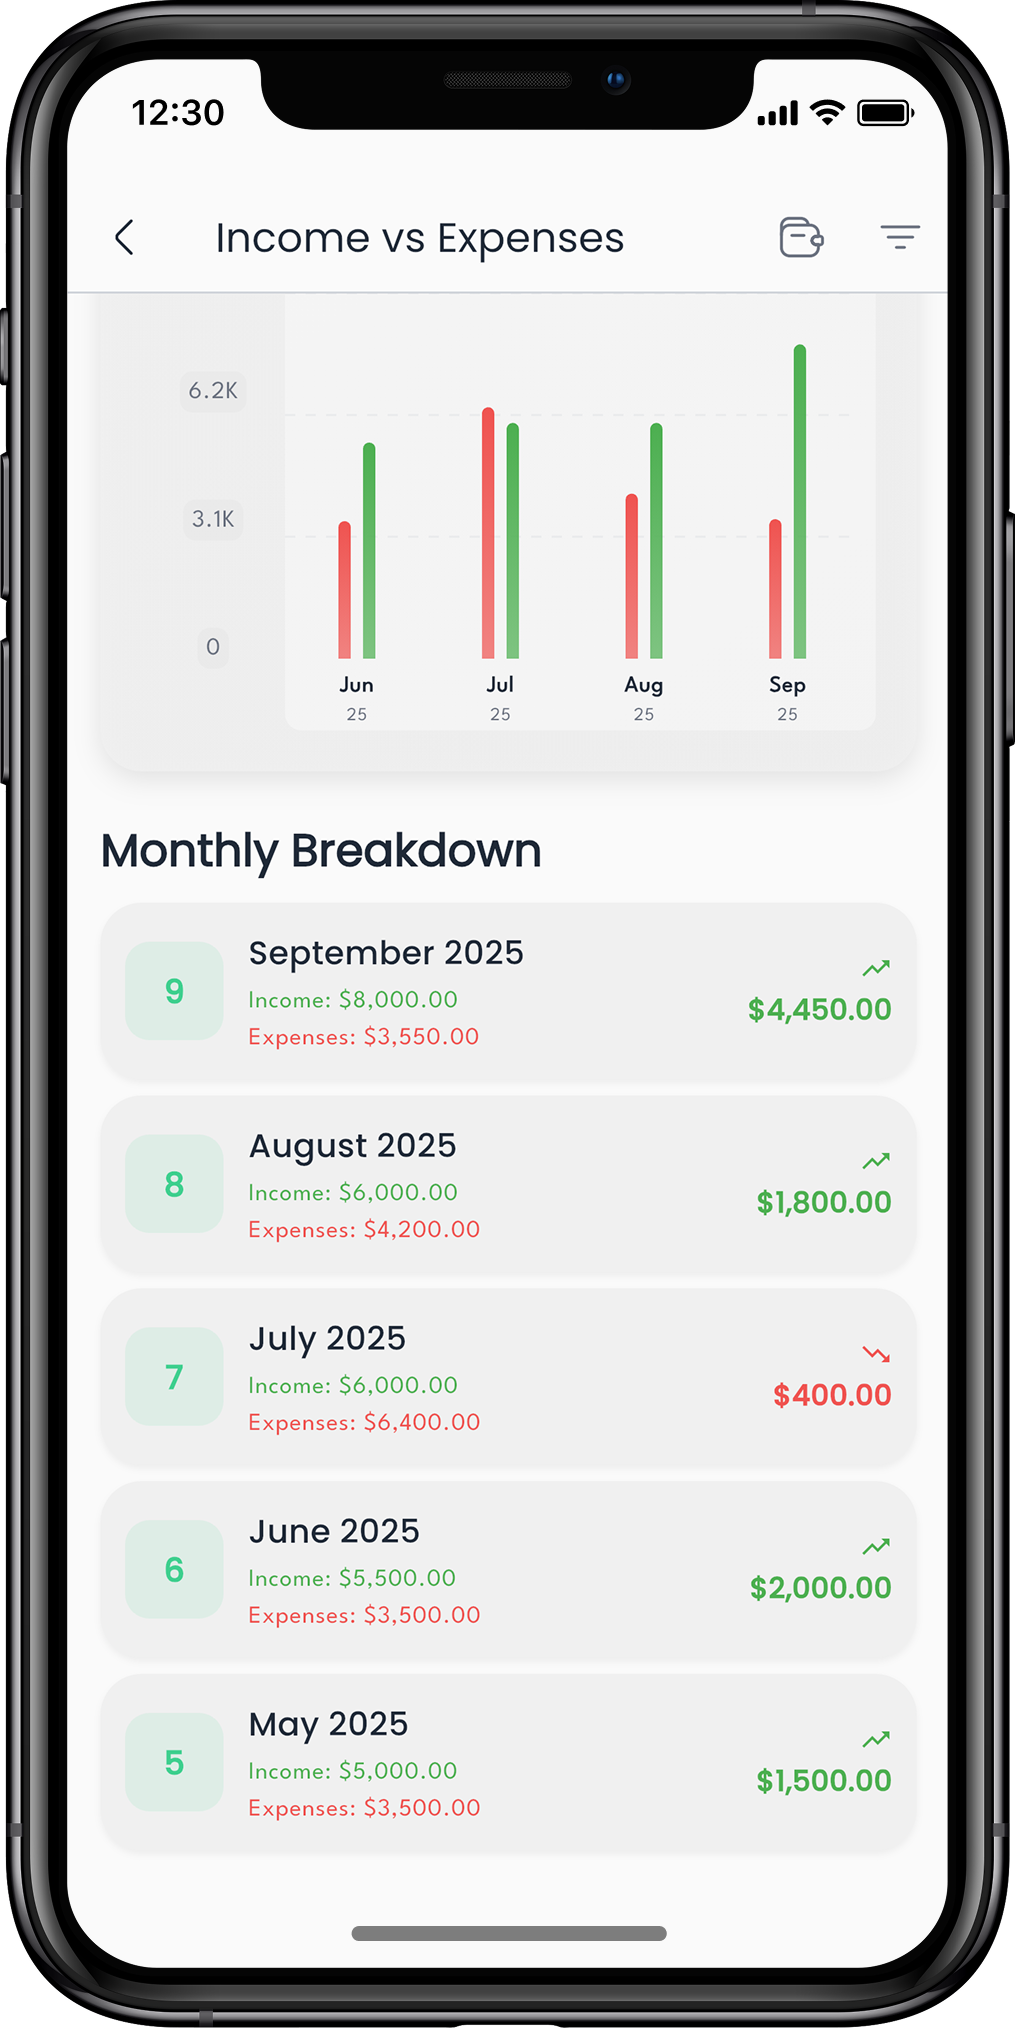 12:30
Income vs Expenses
6.2K
3.1K
0
Jun Jul Aug Sep
25 25 25 25
Monthly Breakdown
9
September 2025
Income: $8,000.00
Expenses: $3,550.00
$4,450.00
8
August 2025
Income: $6,000.00
Expenses: $4,200.00
$1,800.00
7
July 2025
Income: $6,000.00
Expenses: $6,400.00
$400.00
6
June 2025
Income: $5,500.00
Expenses: $3,500.00
$2,000.00
5
May 2025
Income: $5,000.00
Expenses: $3,500.00
$1,500.00